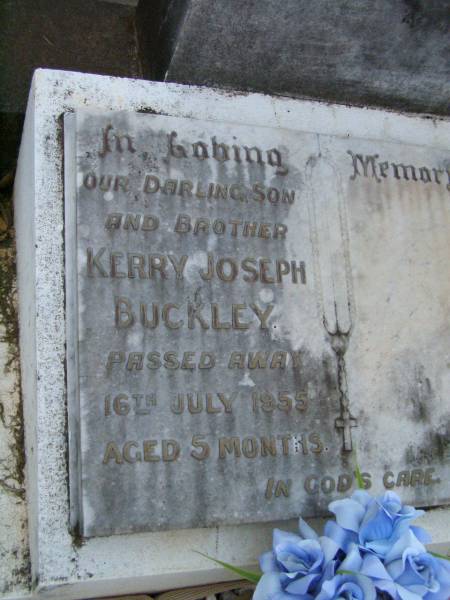 In Loving Memory
OUR DARLING SON
AND BROTHER
KERRY JOSEPH
BUCKLEY
PASSED AWAY
16TH JULY 1955
AGED 5 MONTHS.
IN GOD'S CARE.